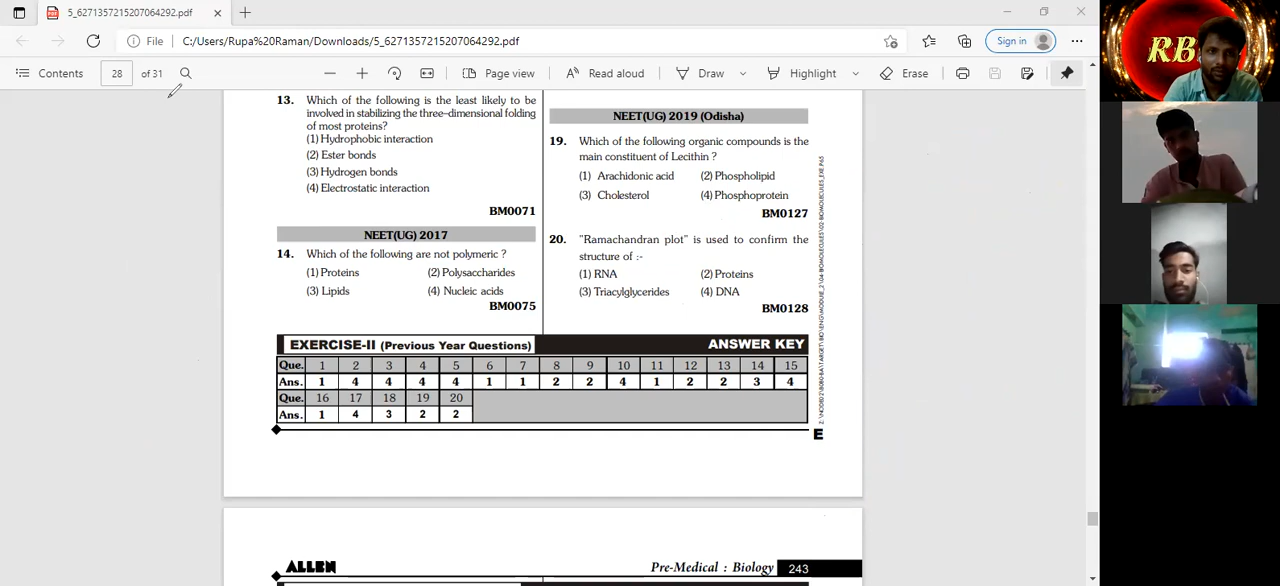 5_6271357215207064292.pdf
File
C:/Users/Rupa%20Raman/Downloads/5_6271357215207064292.pdf
Sign in
Contents
28
of 31
Page view
Read aloud
Draw
Highlight
Erase
13. Which of the following is the least likely to be
involved in stabilizing the three–dimensional folding
of most proteins?
(1) Hydrophobic interaction
(2) Ester bonds
(3) Hydrogen bonds
(4) Electrostatic interaction
BM0071
NEET(UG) 2017
14. Which of the following are not polymeric ?
(1) Proteins (2) Polysaccharides
(3) Lipids (4) Nucleic acids
BM0075
NEET(UG) 2019 (Odisha)
19. Which of the following organic compounds is the
main constituent of Lecithin ?
(1) Arachidonic acid (2) Phospholipid
(3) Cholesterol (4) Phosphoprotein
BM0127
20. "Ramachandran plot" is used to confirm the
structure of :-
(1) RNA (2) Proteins
(3) Triacylglycerides (4) DNA
BM0128
EXERCISE-II (Previous Year Questions) ANSWER KEY
Que. 1 2 3 4 5 6 7 8 9 10 11 12 13 14 15
Ans. 1 4 4 4 4 1 1 2 2 4 1 2 2 3 4
Que. 16 17 18 19 20
Ans. 1 4 3 2 2
E
ALLEN
Pre-Medical : Biology 243